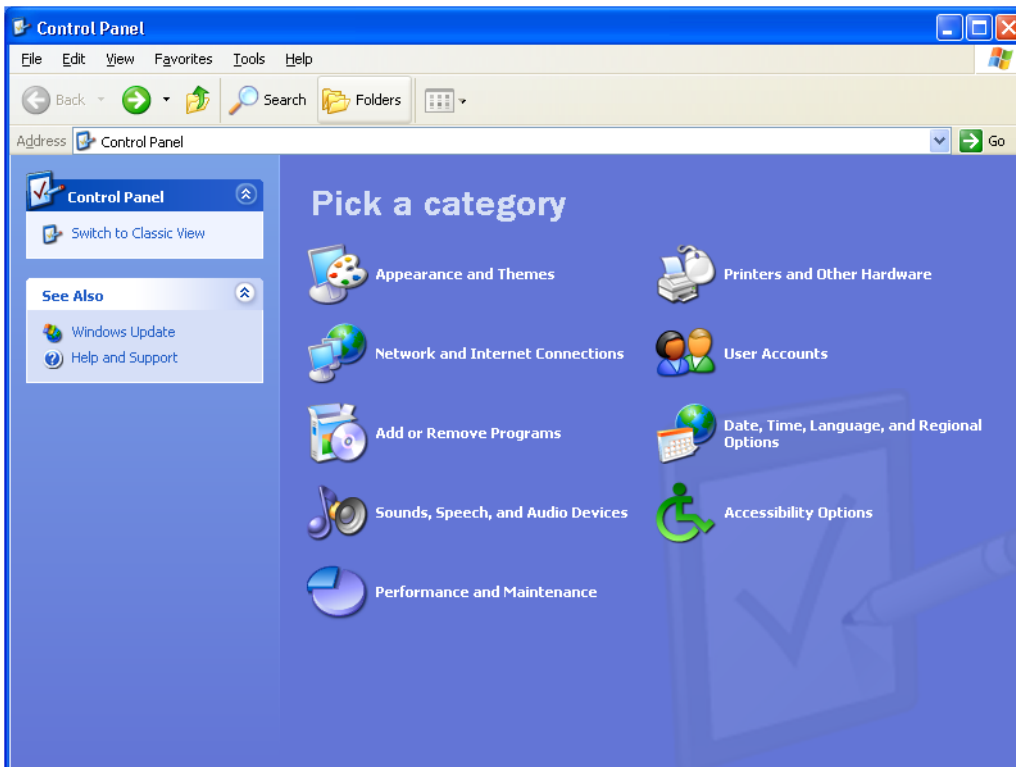 Control Panel
File Edit View Favorites Tools Help
Back Search Folders
Address Control Panel Go
Control Panel
Switch to Classic View
See Also
Windows Update
Help and Support
Pick a category
Appearance and Themes
Printers and Other Hardware
Network and Internet Connections
User Accounts
Add or Remove Programs
Date, Time, Language, and Regional
Options
Sounds, Speech, and Audio Devices
Accessibility Options
Performance and Maintenance